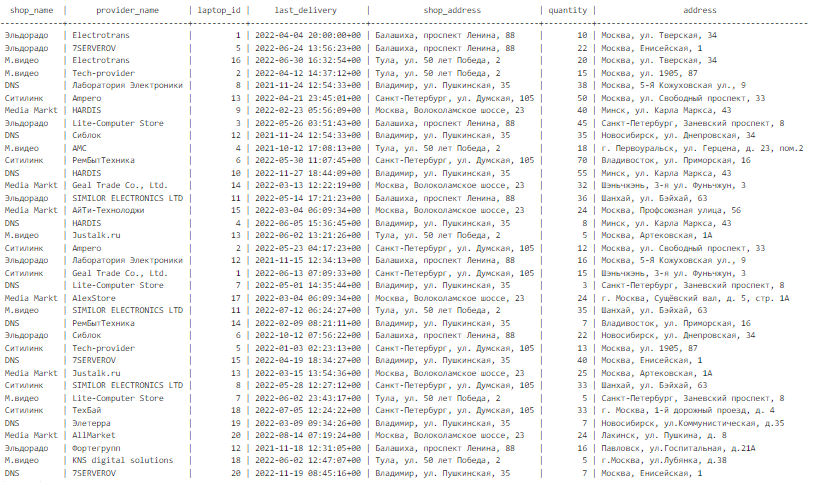 shop_name | provider_name | laptop_id | last_delivery | shop_address | quantity | address
Эльдорадо | Electrotrans | 1 | 2022-04-04 20:00:00+00 | Балашиха, проспект Ленина, 88 | 10 | Москва, ул. Тверская, 34
Эльдорадо | 7SERVEROV | 5 | 2022-06-24 13:56:23+00 | Балашиха, проспект Ленина, 88 | 22 | Москва, Енисейская, 1
М.видео | Electrotrans | 16 | 2022-06-30 16:32:54+00 | Тула, ул. 50 лет Победа, 2 | 20 | Москва, ул. Тверская, 34
М.видео | Tech-provider | 2 | 2022-04-12 14:37:12+00 | Тула, ул. 50 лет Победа, 2 | 15 | Москва, ул. 1905, 87
DNS | Лаборатория Электроники | 8 | 2021-11-24 12:54:33+00 | Владимир, ул. Пушкинская, 35 | 38 | Москва, 5-Я Кожуховская ул., 9
Ситилинк | Ampero | 13 | 2022-04-21 23:45:01+00 | Санкт-Петербург, ул. Думская, 105 | 50 | Москва, ул. Свободный проспект, 33
Media Markt | HARDIS | 9 | 2022-02-23 05:56:09+00 | Москва, Волоколамское шоссе, 23 | 40 | Минск, ул. Карла Маркса, 43
Эльдорадо | Lite-Computer Store | 3 | 2022-05-26 03:51:43+00 | Балашиха, проспект Ленина, 88 | 45 | Санкт-Петербург, Заневский проспект, 8
DNS | Сиблок | 12 | 2021-11-24 12:54:33+00 | Владимир, ул. Пушкинская, 35 | 35 | Новосибирск, ул. Днепровская, 34
М.видео | АМС | 4 | 2021-10-12 17:08:13+00 | Тула, ул. 50 лет Победа, 2 | 18 | г. Первоуральск, ул. Герцена, д. 23, пом.2
Ситилинк | РемБытТехника | 6 | 2022-05-30 11:07:45+00 | Санкт-Петербург, ул. Думская, 105 | 70 | Владивосток, ул. Приморская, 16
DNS | HARDIS | 10 | 2022-11-27 18:44:09+00 | Владимир, ул. Пушкинская, 35 | 55 | Минск, ул. Карла Маркса, 43
Media Markt | Geal Trade Co., Ltd. | 14 | 2022-03-13 12:22:19+00 | Москва, Волоколамское шоссе, 23 | 32 | Шэньчжэнь, 3-я ул. Фуньчжун, 3
Эльдорадо | SIMILOR ELECTRONICS LTD | 11 | 2022-05-14 17:21:23+00 | Балашиха, проспект Ленина, 88 | 36 | Шанхай, ул. Бэйхай, 63
Media Markt | АйТи-Технолоджи | 15 | 2022-03-04 06:09:34+00 | Москва, Волоколамское шоссе, 23 | 24 | Москва, Профсоюзная улица, 56
DNS | HARDIS | 4 | 2022-06-05 15:36:45+00 | Владимир, ул. Пушкинская, 35 | 8 | Минск, ул. Карла Маркса, 43
М.видео | Justalk.ru | 13 | 2022-06-02 13:21:26+00 | Тула, ул. 50 лет Победа, 2 | 5 | Москва, Артековская, 1А
Ситилинк | Ampero | 2 | 2022-05-23 04:17:23+00 | Санкт-Петербург, ул. Думская, 105 | 12 | Москва, ул. Свободный проспект, 33
Эльдорадо | Лаборатория Электроники | 12 | 2021-11-15 12:34:13+00 | Балашиха, проспект Ленина, 88 | 16 | Москва, 5-Я Кожуховская ул., 9
Ситилинк | Geal Trade Co., Ltd. | 1 | 2022-06-13 07:09:33+00 | Санкт-Петербург, ул. Думская, 105 | 15 | Шэньчжэнь, 3-я ул. Фуньчжун, 3
DNS | Lite-Computer Store | 7 | 2022-05-01 14:35:44+00 | Владимир, ул. Пушкинская, 35 | 3 | Санкт-Петербург, Заневский проспект, 8
Media Markt | AlexStore | 17 | 2022-03-04 06:09:34+00 | Москва, Волоколамское шоссе, 23 | 24 | г. Москва, Сущёвский вал, д. 5, стр. 1А
М.видео | SIMILOR ELECTRONICS LTD | 11 | 2022-07-12 06:24:27+00 | Тула, ул. 50 лет Победа, 2 | 35 | Шанхай, ул. Бэйхай, 63
DNS | РемБытТехника | 14 | 2022-02-09 08:21:11+00 | Владимир, ул. Пушкинская, 35 | 7 | Владивосток, ул. Приморская, 16
Эльдорадо | Сиблок | 6 | 2022-10-12 07:56:22+00 | Балашиха, проспект Ленина, 88 | 22 | Новосибирск, ул. Днепровская, 34
Ситилинк | Tech-provider | 5 | 2022-01-03 02:23:13+00 | Санкт-Петербург, ул. Думская, 105 | 13 | Москва, ул. 1905, 87
DNS | 7SERVEROV | 15 | 2022-04-19 18:34:27+00 | Владимир, ул. Пушкинская, 35 | 40 | Москва, Енисейская, 1
Media Markt | Justalk.ru | 13 | 2022-03-15 13:54:36+00 | Москва, Волоколамское шоссе, 23 | 25 | Москва, Артековская, 1А
Ситилинк | SIMILOR ELECTRONICS LTD | 8 | 2022-05-28 12:27:12+00 | Санкт-Петербург, ул. Думская, 105 | 33 | Шанхай, ул. Бэйхай, 63
М.видео | Lite-Computer Store | 7 | 2022-06-02 23:43:17+00 | Тула, ул. 50 лет Победа, 2 | 5 | Санкт-Петербург, Заневский проспект, 8
Ситилинк | ТехБай | 18 | 2022-07-05 12:24:22+00 | Санкт-Петербург, ул. Думская, 105 | 33 | г. Москва, 1-й дорожный проезд, д. 4
DNS | Элетерра | 19 | 2022-03-09 09:34:26+00 | Владимир, ул. Пушкинская, 35 | 7 | Новосибирск, ул.Коммунистическая, д.35
Media Markt | AllMarket | 20 | 2022-08-14 07:19:24+00 | Москва, Волоколамское шоссе, 23 | 24 | Лакинск, ул. Пушкина, д. 8
Эльдорадо | Фортегрупп | 12 | 2021-11-18 12:31:05+00 | Балашиха, проспект Ленина, 88 | 16 | Павловск, ул.Госпитальная, д.21А
М.видео | KNS digital solutions | 18 | 2022-06-02 12:47:07+00 | Тула, ул. 50 лет Победа, 2 | 5 | г.Москва, ул.Лубянка, д.38
DNS | 7SERVEROV | 20 | 2022-11-19 08:45:16+00 | Владимир, ул. Пушкинская, 35 | 7 | Москва, Енисейская, 1